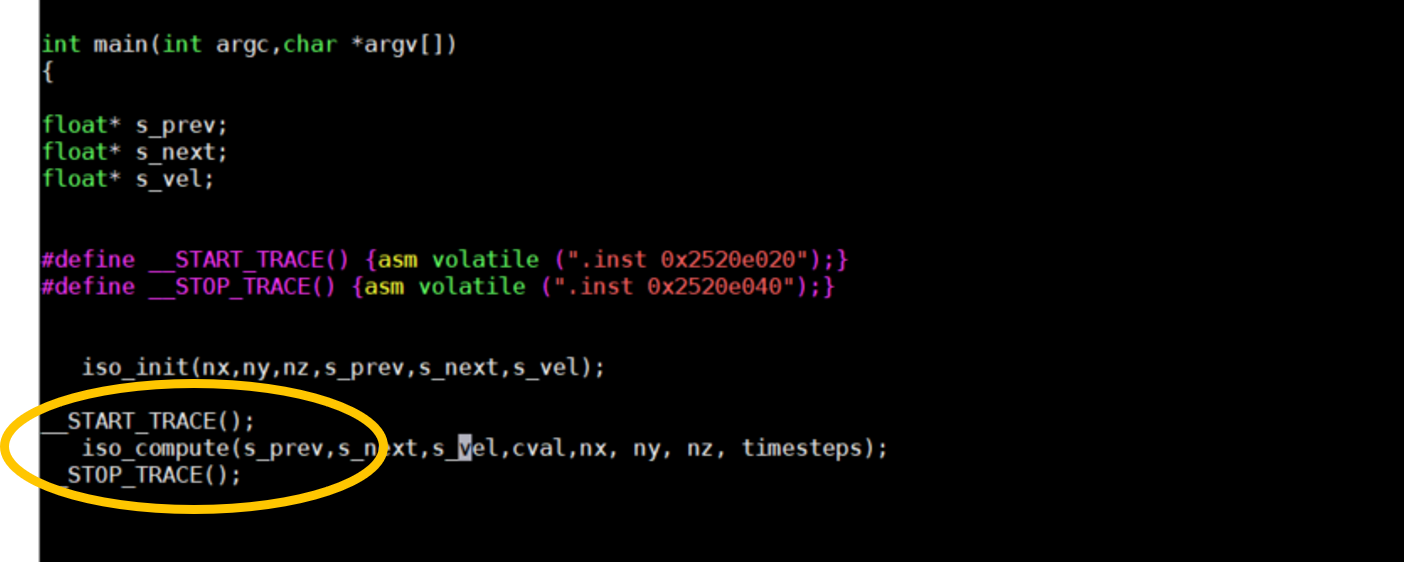 int main(int argc,char *argv[])
{
float* s_prev;
float* s_next;
float* s_vel;
#define __START_TRACE() {asm volatile (".inst 0x2520e020");}
#define __STOP_TRACE() {asm volatile (".inst 0x2520e040");}
iso_init(nx,ny,nz,s_prev,s_next,s_vel);
__START_TRACE();
iso_compute(s_prev,s_next,s_vel,cval,nx, ny, nz, timesteps);
__STOP_TRACE();